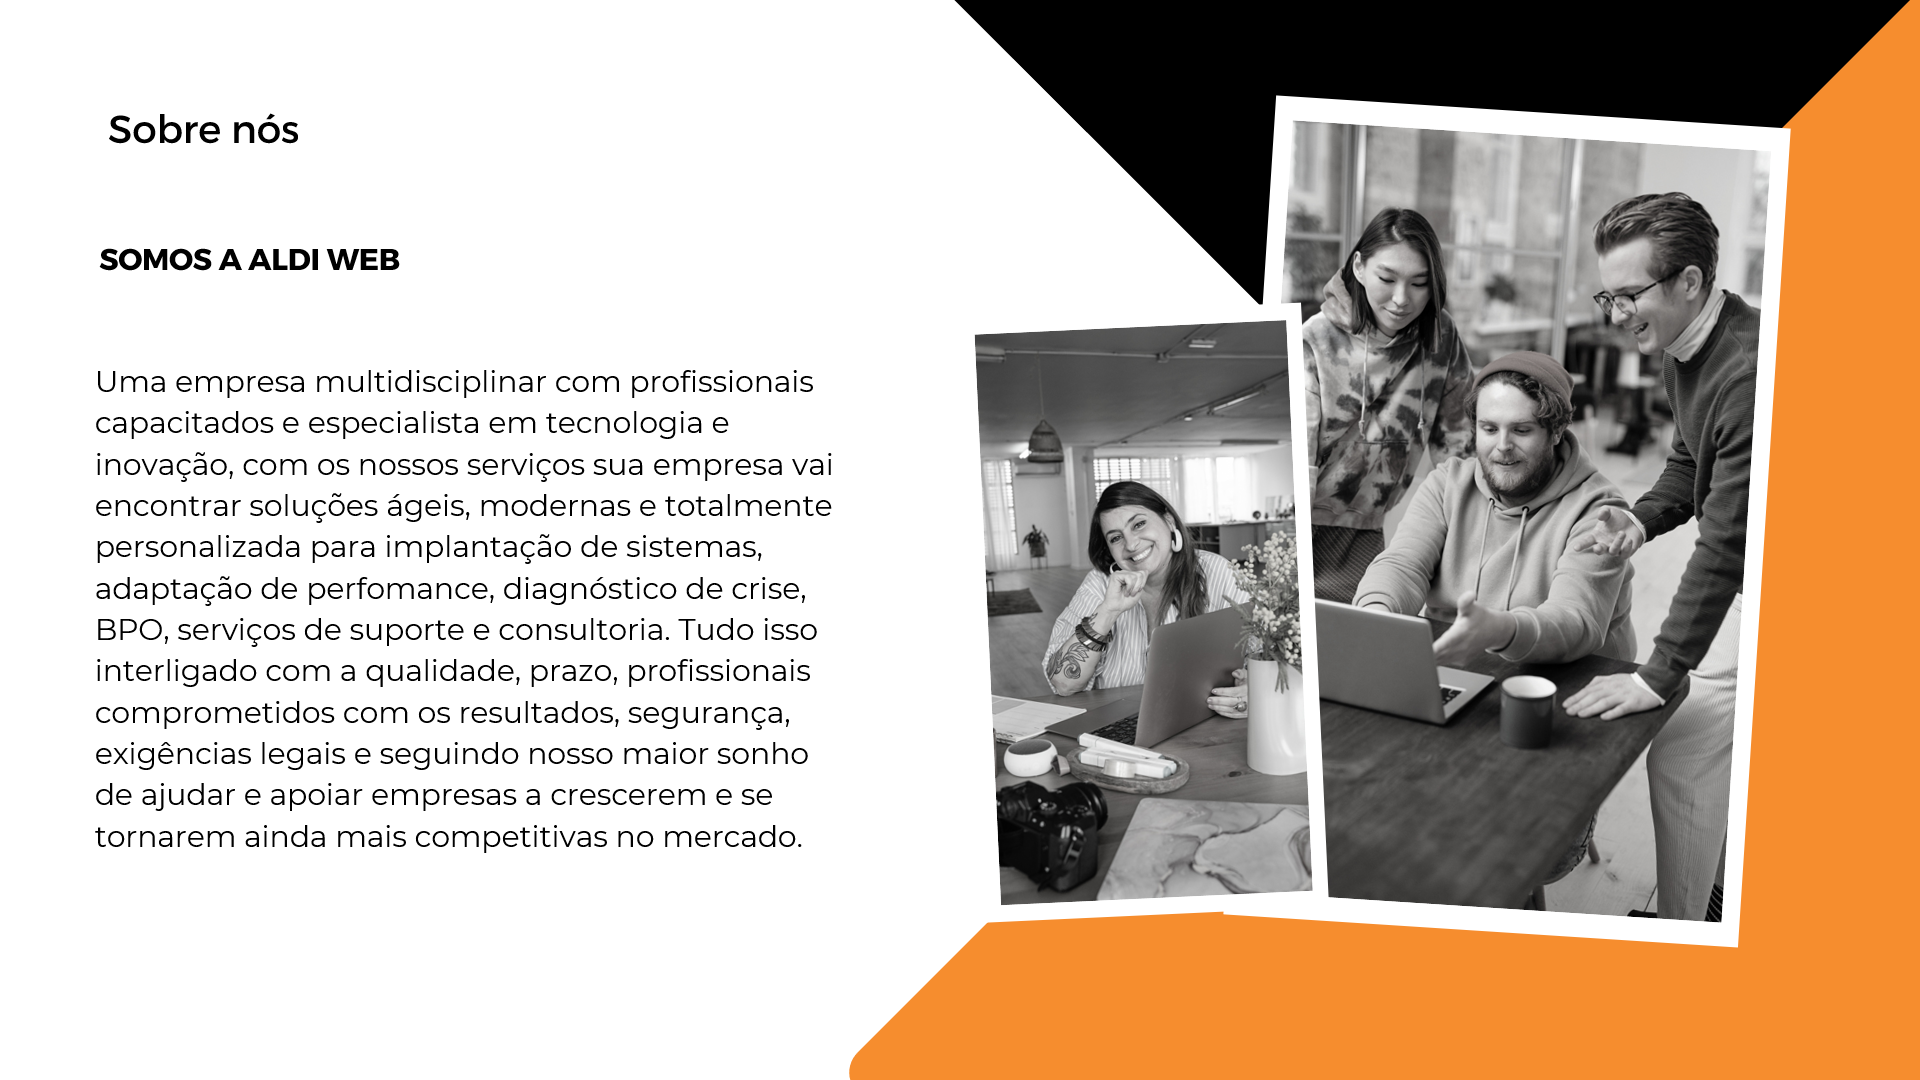 Sobre nós
SOMOS A ALDI WEB
Uma empresa multidisciplinar com profissionais
capacitados e especialista em tecnologia e
inovação, com os nossos serviços sua empresa vai
encontrar soluções ágeis, modernas e totalmente
personalizada para implantação de sistemas,
adaptação de perfomance, diagnóstico de crise,
BPO, serviços de suporte e consultoria. Tudo isso
interligado com a qualidade, prazo, profissionais
comprometidos com os resultados, segurança,
exigências legais e seguindo nosso maior sonho
de ajudar e apoiar empresas a crescerem e se
tornarem ainda mais competitivas no mercado.